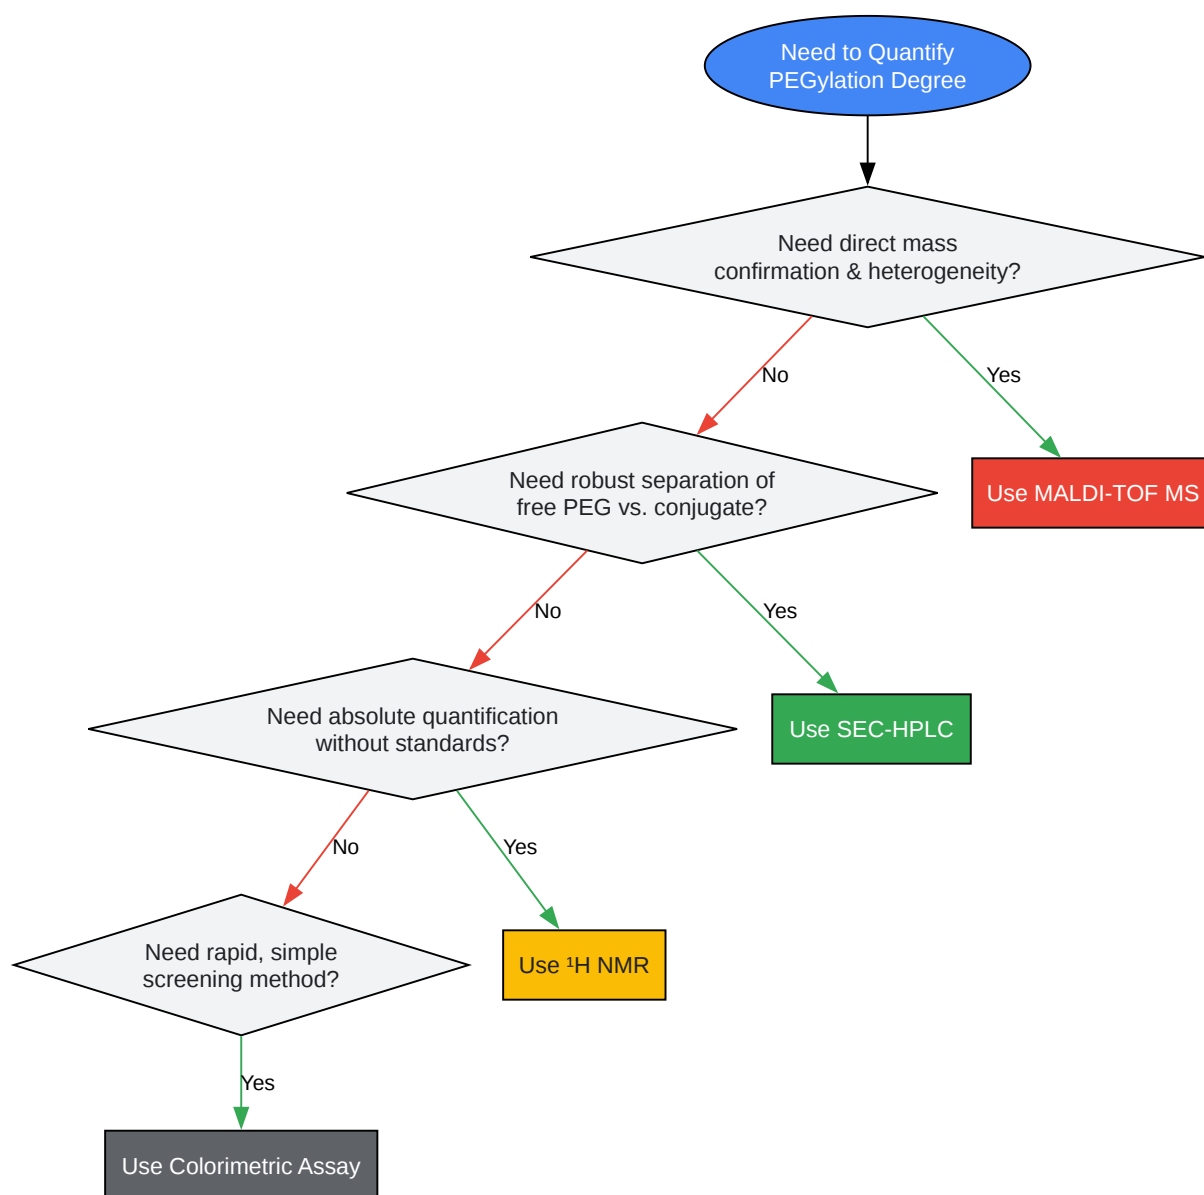 Need to Quantify
PEGylation Degree
Need direct mass
confirmation & heterogeneity?
No
Yes
Need robust separation of
free PEG vs. conjugate?
Use MALDI-TOF MS
No
Yes
Need absolute quantification
without standards?
Use SEC-HPLC
No
Yes
Need rapid, simple
screening method?
Use ¹H NMR
Yes
Use Colorimetric Assay